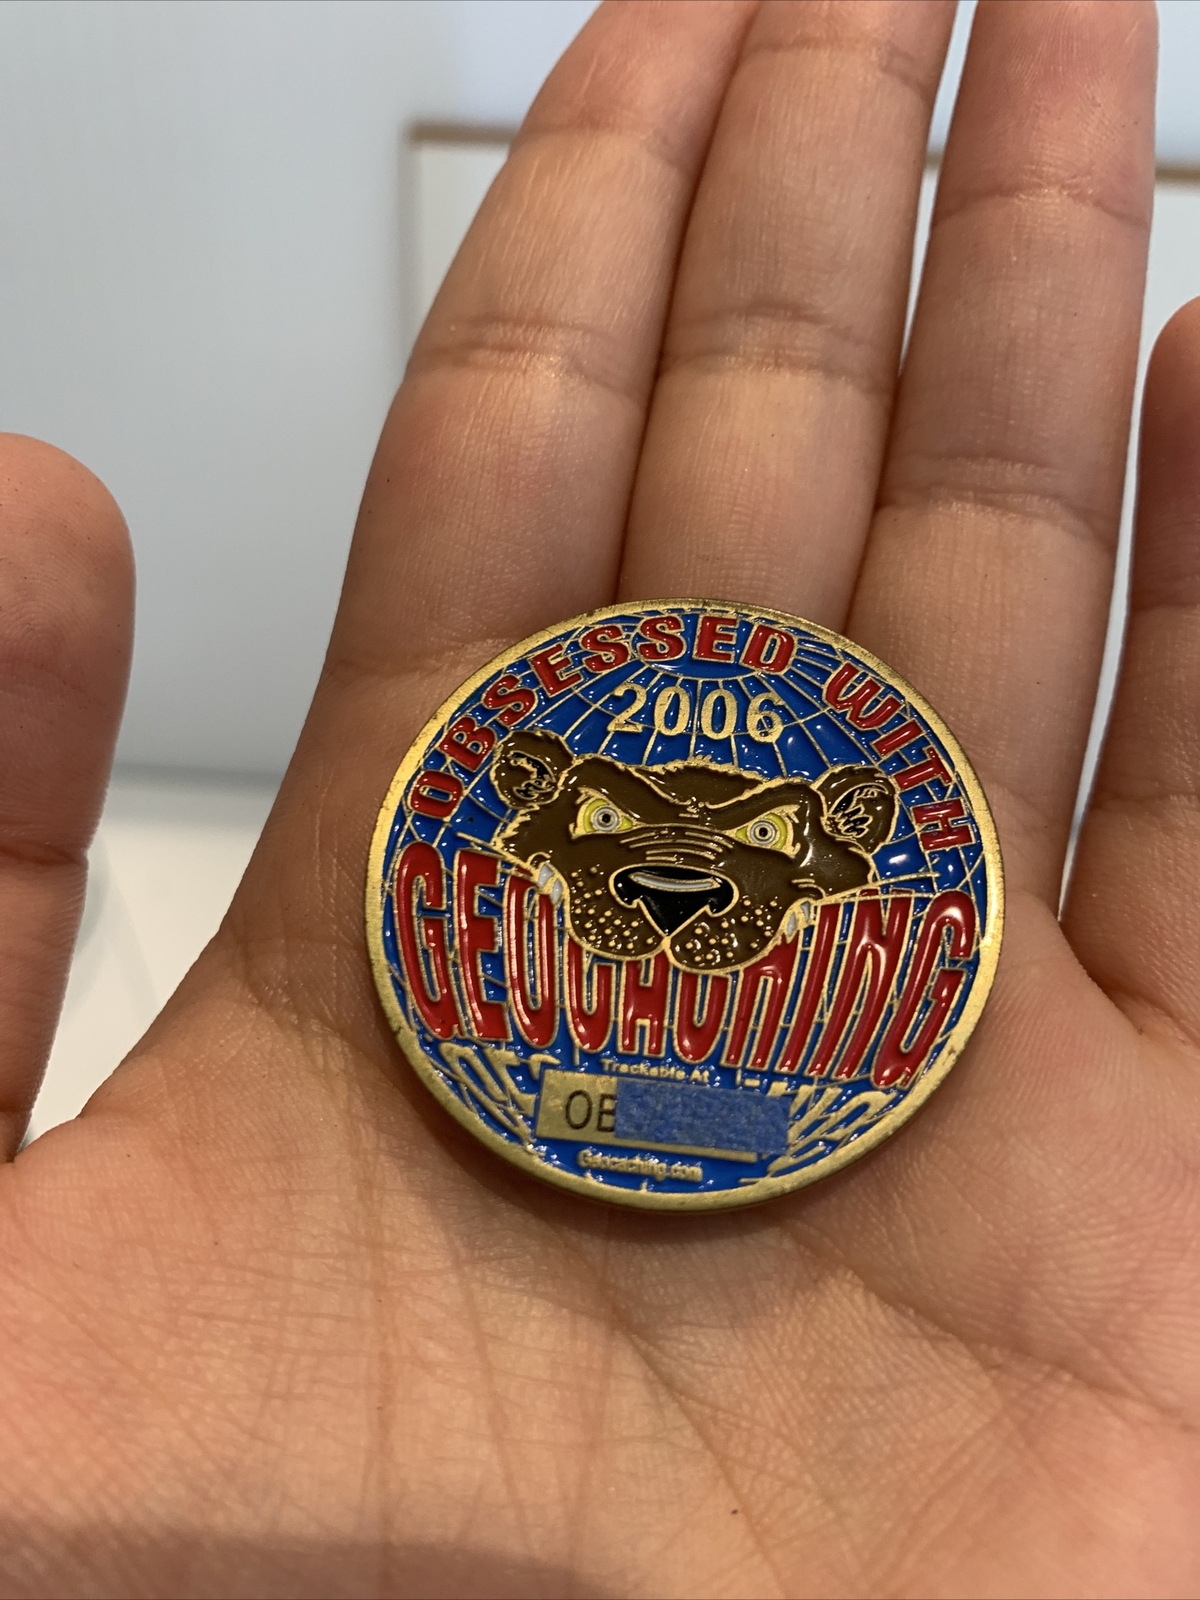 OBSESSED WITH
2006
GEOCACHING
Trackable At
OB
Geocaching.com